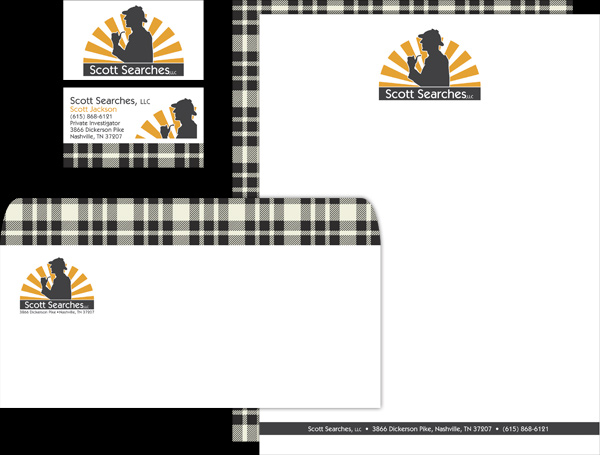 Scott Searches LLC
Scott Searches, LLC
Scott Jackson
(615) 868-6121
Private Investigator
3866 Dickerson Pike
Nashville, TN 37207
Scott Searches LLC
Scott Searches LLC
3866 Dickerson Pike • Nashville, TN 37207
Scott Searches, LLC • 3866 Dickerson Pike, Nashville, TN 37207 • (615) 868-6121